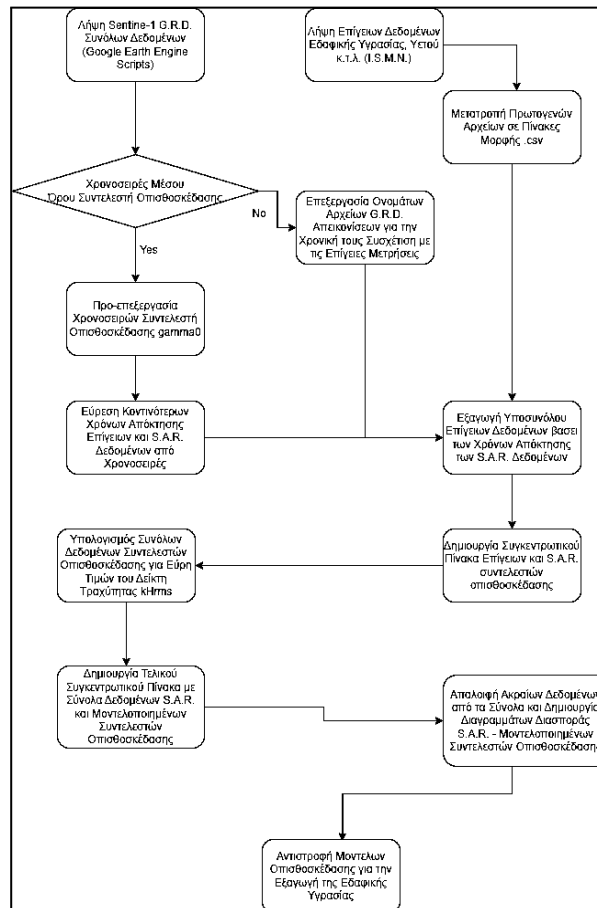 Λήψη Sentine-1 G.R.D.
Συνόλων Δεδομένων
(Google Earth Engine
Scripts)
Λήψη Επίγειων Δεδομένων
Εδαφικής Υγρασίας, Υετού
κ.τ.λ. (I.S.M.N.)
Μετατροπή Πρωτογενών
Αρχείων σε Πίνακες
Μορφής .csv
Χρονοσειρές Μέσου
Όρου Συντελεστή Οπισθοσκέδασης
No
Yes
Επεξεργασία Ονομάτων
Αρχείων G.R.D.
Απεικονίσεων για την
Χρονική τους Συσχέτιση με
τις Επίγειες Μετρήσεις
Προ-επεξεργασία
Χρονοσειρών Συντελεστή
Οπισθοσκέδασης gamma0
Εύρεση Κοντινότερων
Χρόνων Απόκτησης
Επίγειων και S.A.R.
Δεδομένων από
Χρονοσειρές
Εξαγωγή Υποσυνόλου
Επίγειων Δεδομένων βασει
των Χρόνων Απόκτησης
των S.A.R. Δεδομένων
Δημιουργία Συγκεντρωτικού
Πίνακα Επίγειων και S.A.R.
συντελεστών
οπισθοσκέδασης
Υπολογισμός Συνόλων
Δεδομένων Συντελεστών
Οπισθοσκέδασης για Εύρη
Τιμών του Δείκτη
Τραχύτητας kHrms
Δημιουργία Τελικού
Συγκεντρωτικού Πίνακα με
Σύνολα Δεδομένων S.A.R.
και Μοντελοποιημένων
Συντελεστών
Οπισθοσκέδασης
Απαλοιφή Ακραίων Δεδομένων
από τα Σύνολα και Δημιουργία
Διαγραμμάτων Διασποράς
S.A.R. - Μοντελοποιημένων
Συντελεστών Οπισθοσκέδασης
Αντιστροφή Μοντελων
Οπισθοσκέδασης για την
Εξαγωγή της Εδαφικής
Υγρασίας